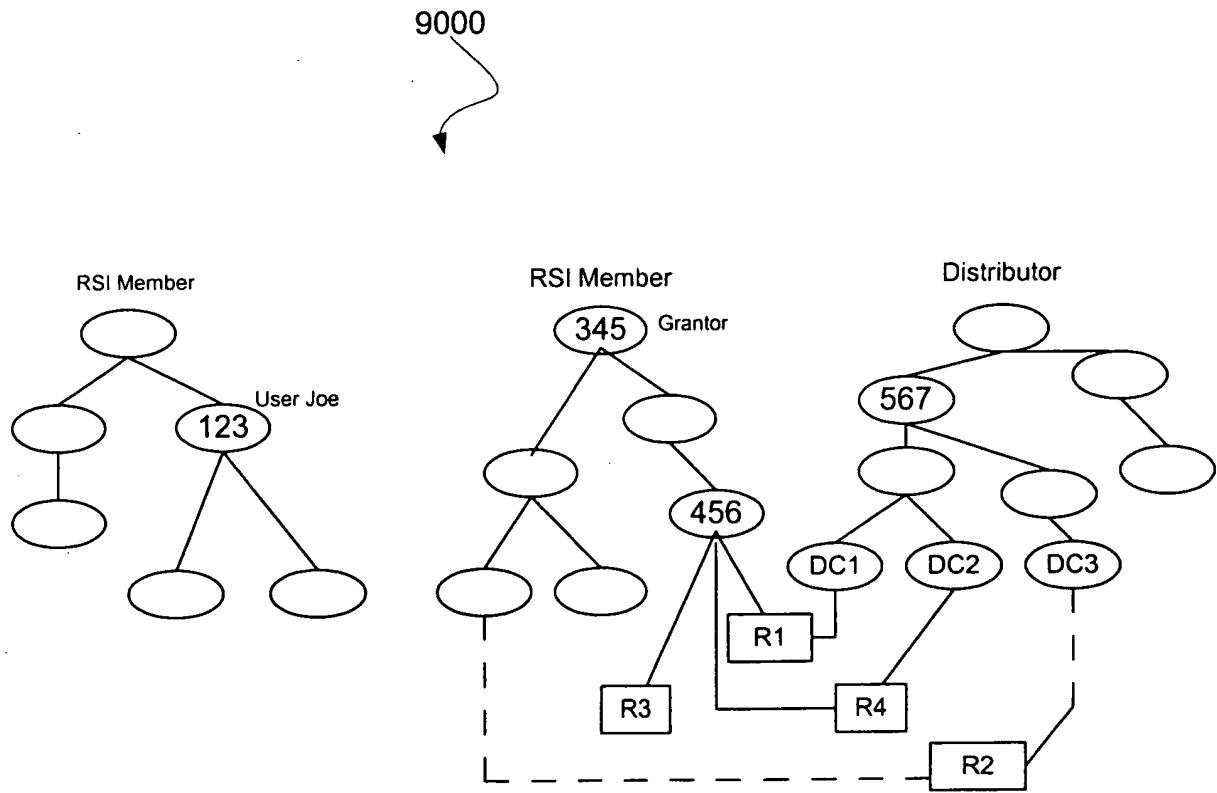 9000
RSI Member
RSI Member
Distributor
345
Grantor
User Joe
123
567
456
DC1
DC2
DC3
R1
R3
R4
R2